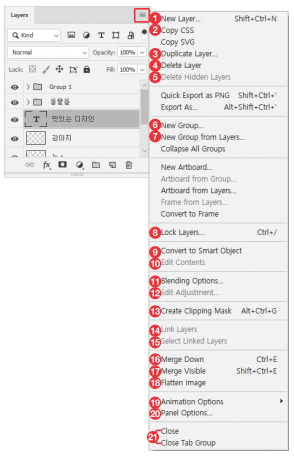 Layers
Kind
Normal
Opacity: 100%
Lock:
Fill: 100%
Group 1
동물들
T 맛있는 디자인
강아지
fx
1 New Layer... Shift+Ctrl+N
2 Copy CSS
Copy SVG
3 Duplicate Layer...
4 Delete Layer
5 Delete Hidden Layers
Quick Export as PNG Shift+Ctrl+'
Export As... Alt+Shift+Ctrl+'
6 New Group...
7 New Group from Layers...
Collapse All Groups
New Artboard...
Artboard from Group...
Artboard from Layers...
Frame from Layers...
Convert to Frame
8 Lock Layers... Ctrl+/
9 Convert to Smart Object
10 Edit Contents
11 Blending Options...
12 Edit Adjustment...
13 Create Clipping Mask Alt+Ctrl+G
14 Link Layers
15 Select Linked Layers
16 Merge Down Ctrl+E
17 Merge Visible Shift+Ctrl+E
18 Flatten Image
19 Animation Options
20 Panel Options...
21 Close
Close Tab Group